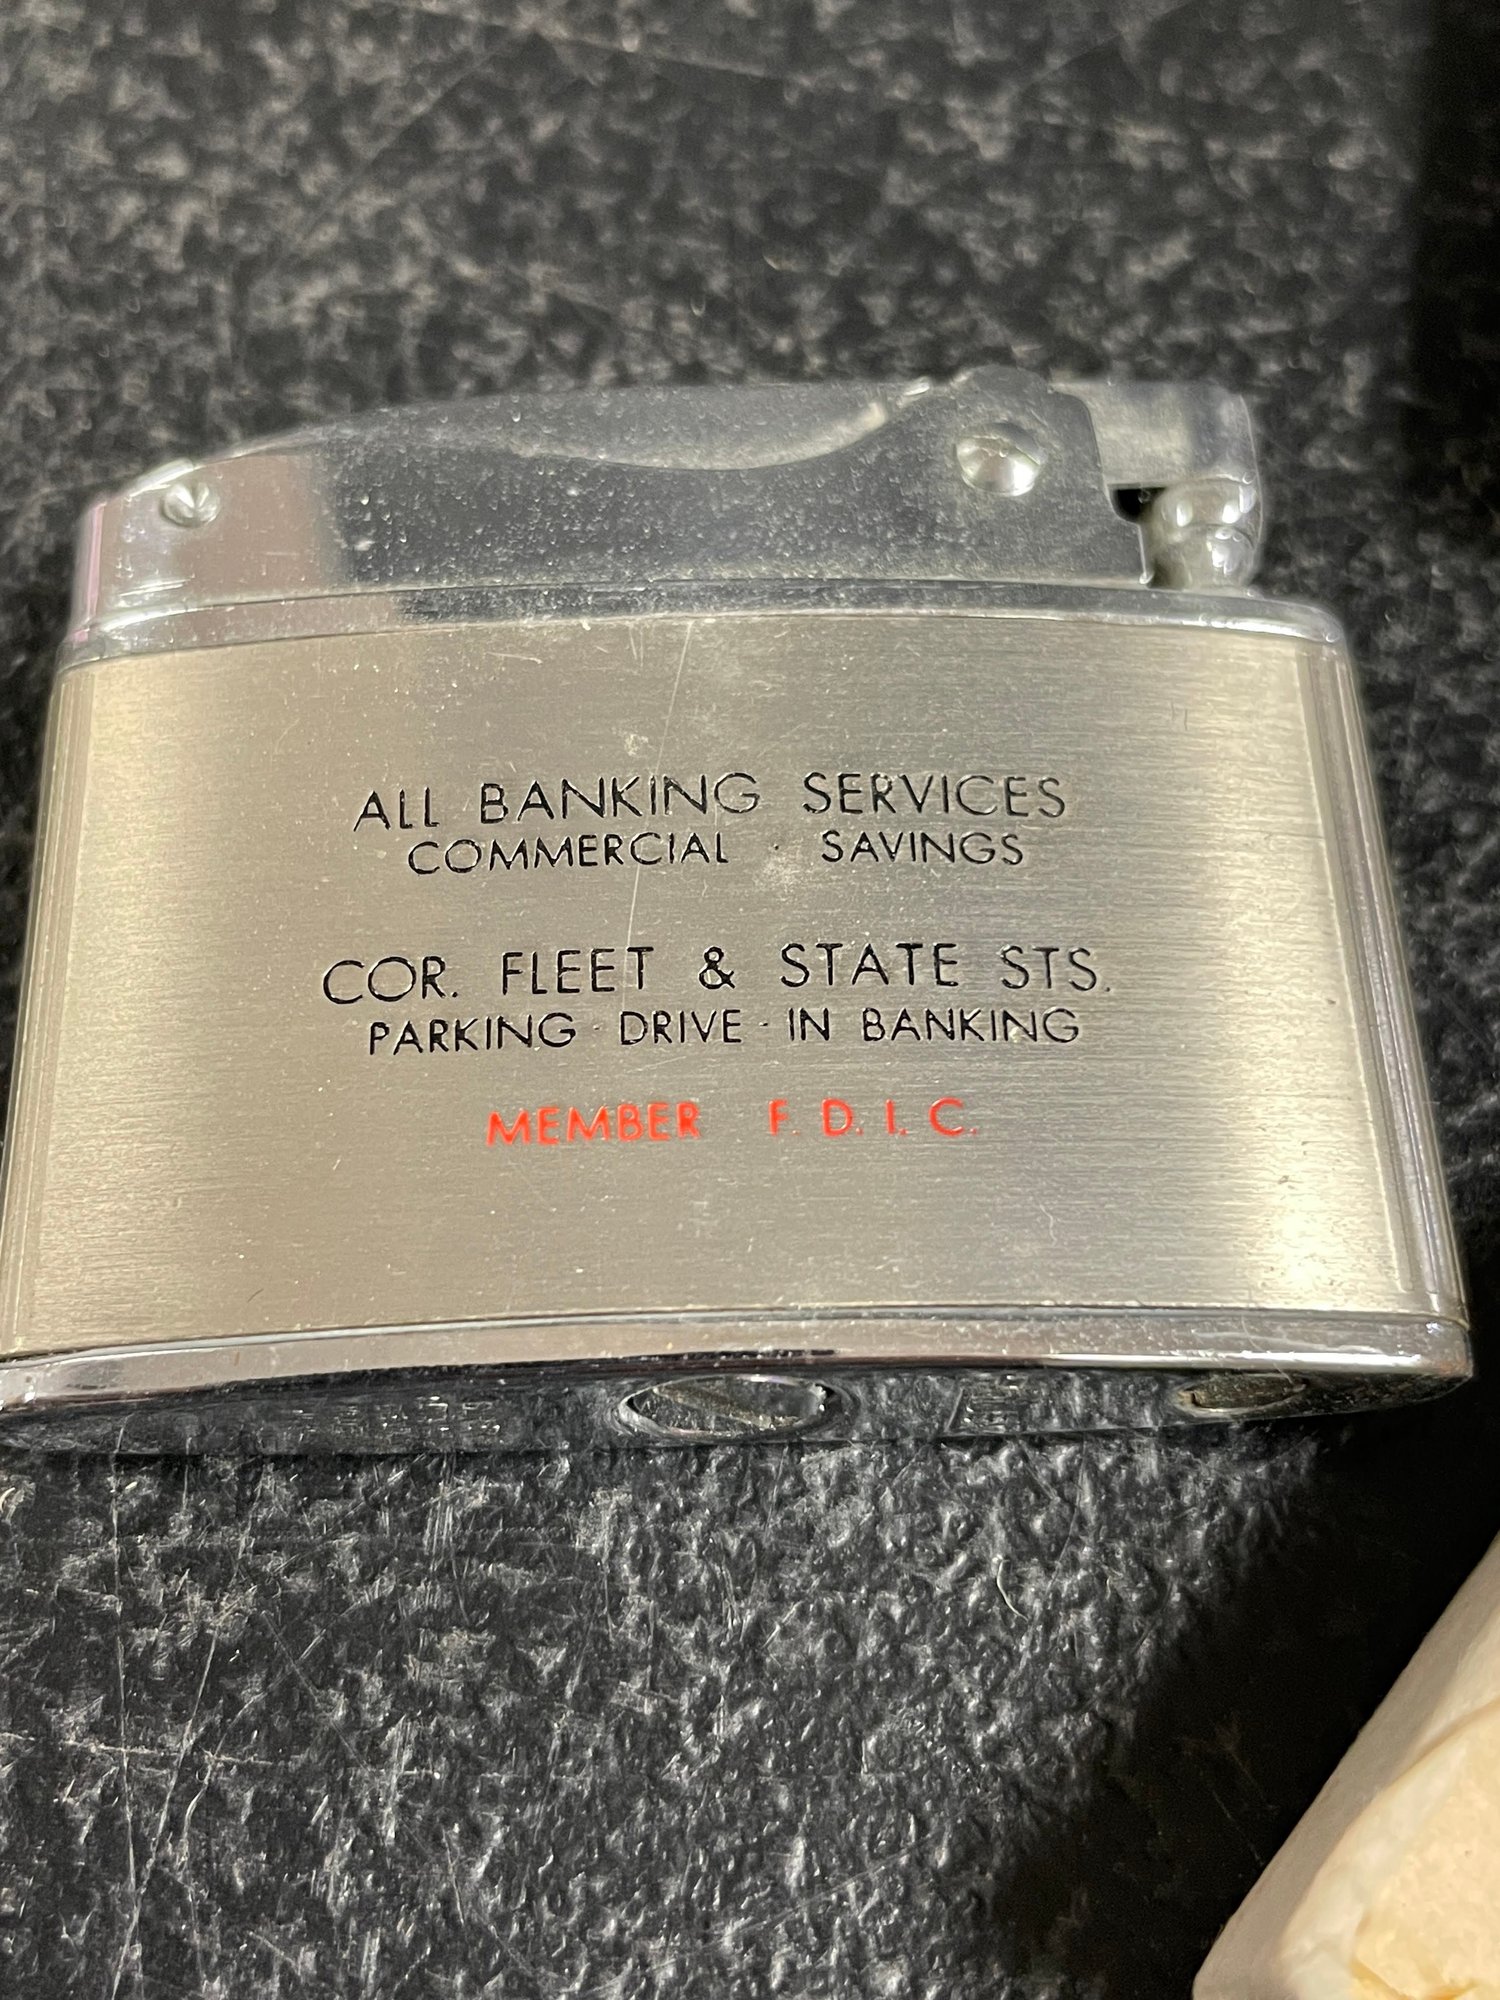 ALL BANKING SERVICES
COMMERCIAL · SAVINGS
COR. FLEET & STATE STS.
PARKING · DRIVE · IN BANKING
MEMBER F. D. I. C.